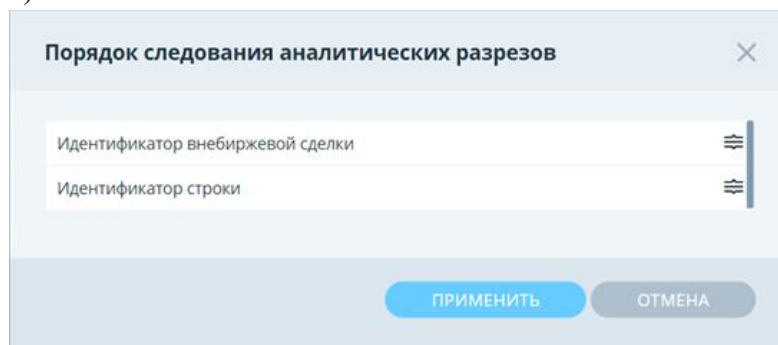 Порядок следования аналитических разрезов
Идентификатор внебиржевой сделки
Идентификатор строки
ПРИМЕНИТЬ ОТМЕНА